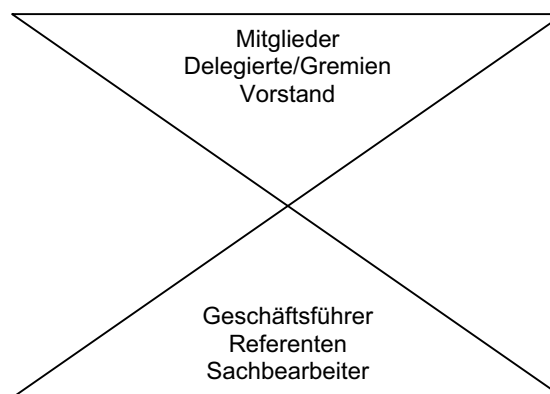 Mitglieder
Delegierte/Gremien
Vorstand
Geschäftsführer
Referenten
Sachbearbeiter